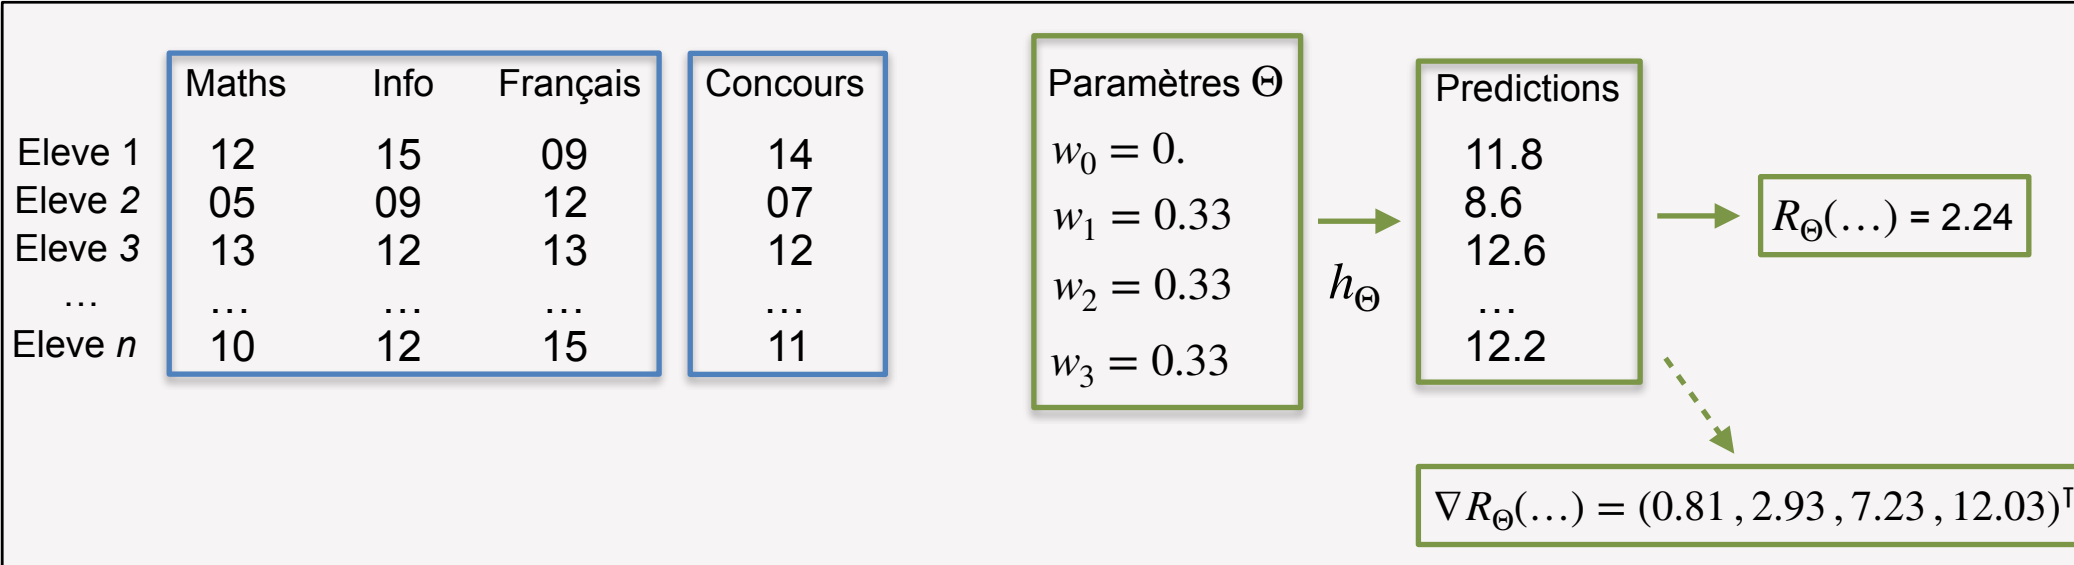 Maths Info Français
Eleve 1 12 15 09
Eleve 2 05 09 12
Eleve 3 13 12 13
… … … …
Eleve n 10 12 15
Concours
14
07
12
…
11
Paramètres Θ
w₀ = 0.
w₁ = 0.33
w₂ = 0.33
w₃ = 0.33
h_Θ
Predictions
11.8
8.6
12.6
…
12.2
R_Θ(…) = 2.24
∇R_Θ(…) = (0.81 , 2.93 , 7.23 , 12.03)ᵀ